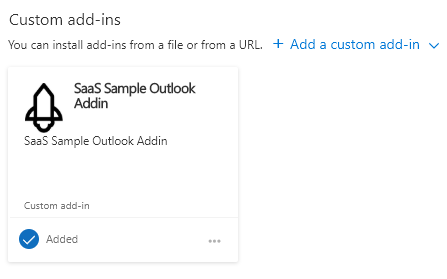 Custom add-ins
You can install add-ins from a file or from a URL. + Add a custom add-in
SaaS Sample Outlook
Addin
SaaS Sample Outlook Addin
Custom add-in
Added